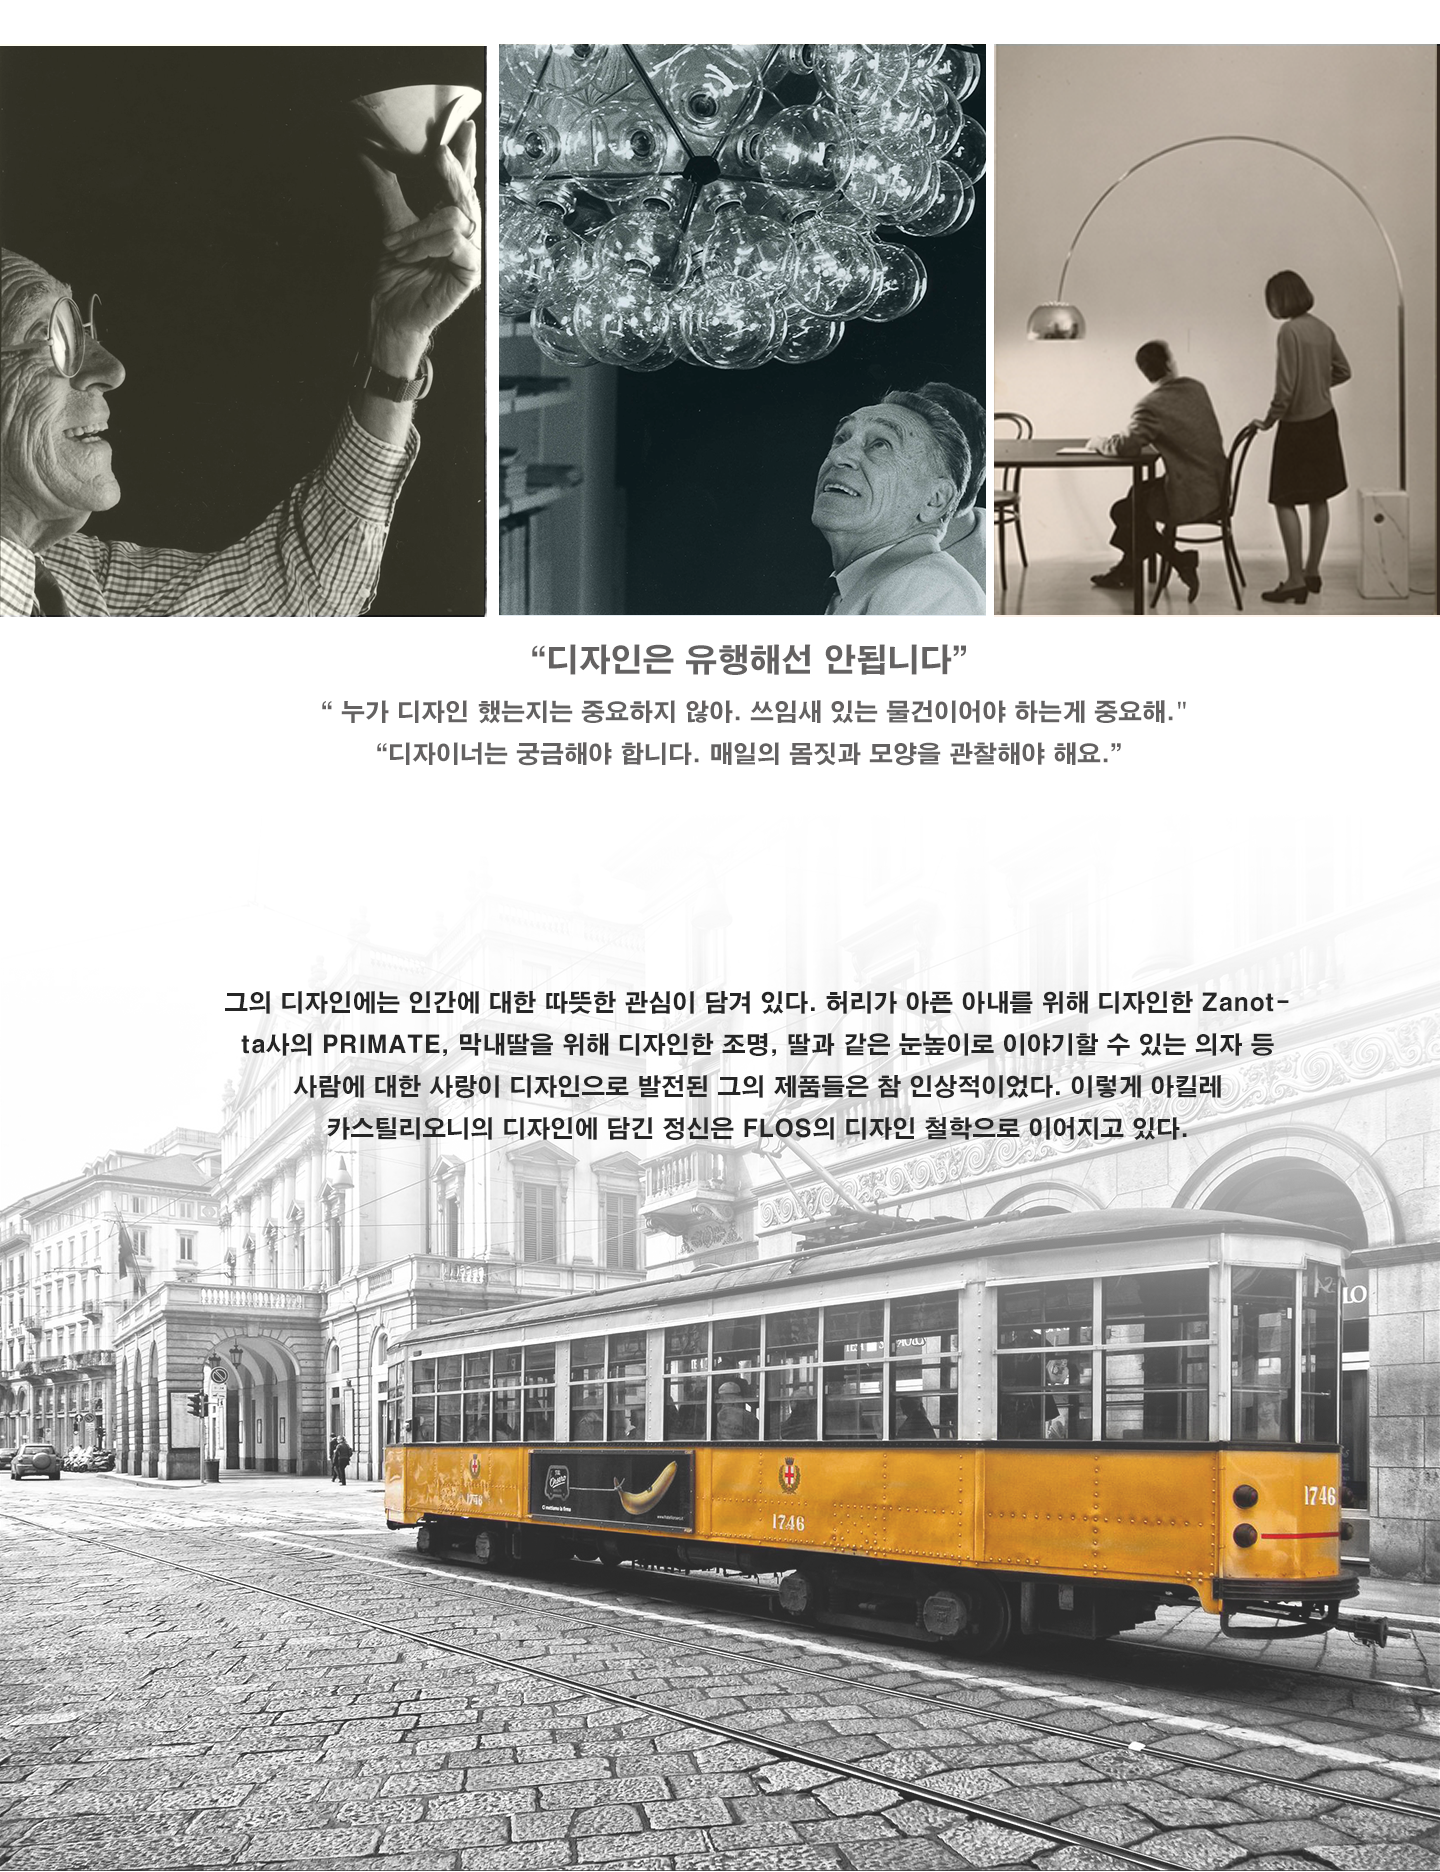 “디자인은 유행해선 안됩니다”
“ 누가 디자인 했는지는 중요하지 않아. 쓰임새 있는 물건이어야 하는게 중요해."
“디자이너는 궁금해야 합니다. 매일의 몸짓과 모양을 관찰해야 해요.”
그의 디자인에는 인간에 대한 따뜻한 관심이 담겨 있다. 허리가 아픈 아내를 위해 디자인한 Zanot-
ta사의 PRIMATE, 막내딸을 위해 디자인한 조명, 딸과 같은 눈높이로 이야기할 수 있는 의자 등
사람에 대한 사랑이 디자인으로 발전된 그의 제품들은 참 인상적이었다. 이렇게 아킬레
카스틸리오니의 디자인에 담긴 정신은 FLOS의 디자인 철학으로 이어지고 있다.
LO
1746
1746
1746